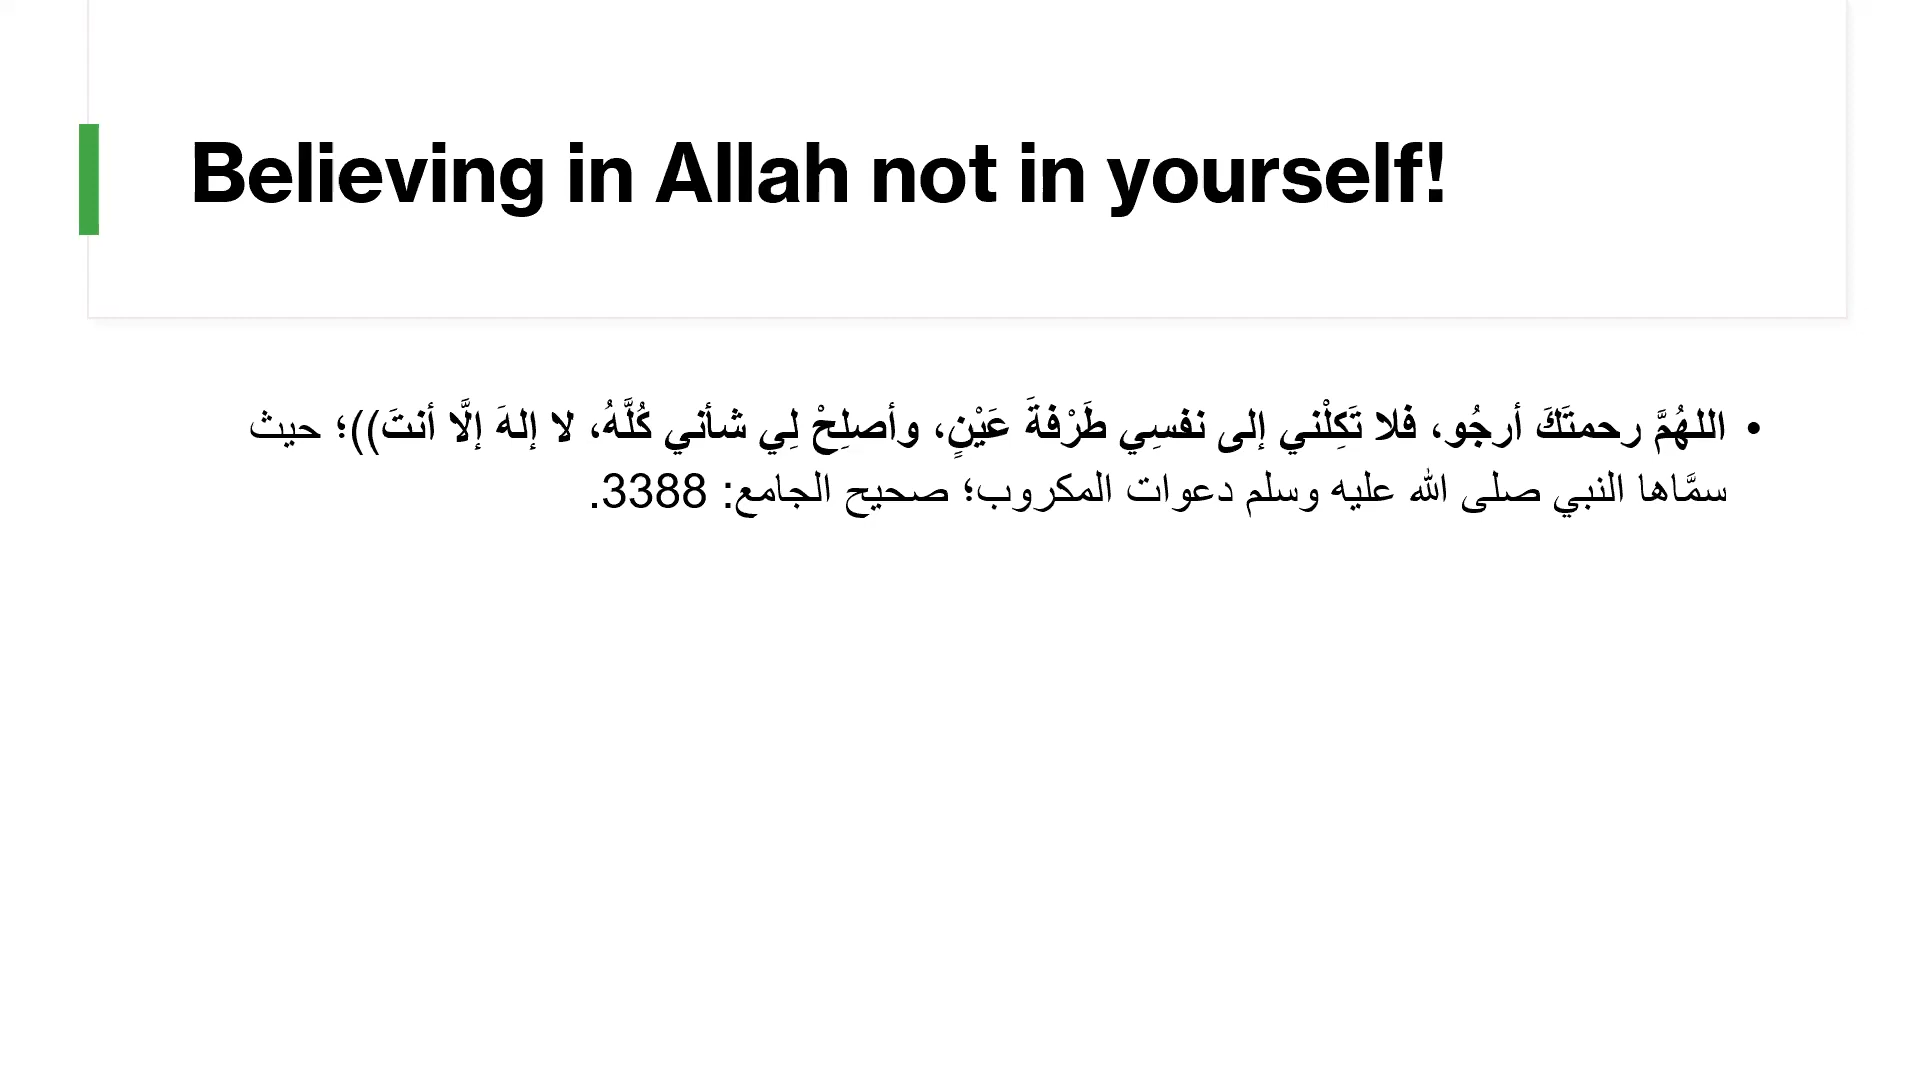 Believing in Allah not in yourself!
• اللهُمَّ رحمتَكَ أرجُو، فلا تَكِلْني إلى نفسِي طَرْفةَ عَيْنٍ، وأصلِحْ لِي شأني كُلَّهُ، لا إلهَ إلَّا أنتَ))؛ حيث
سمَّاها النبي صلى الله عليه وسلم دعوات المكروب؛ صحيح الجامع: 3388.